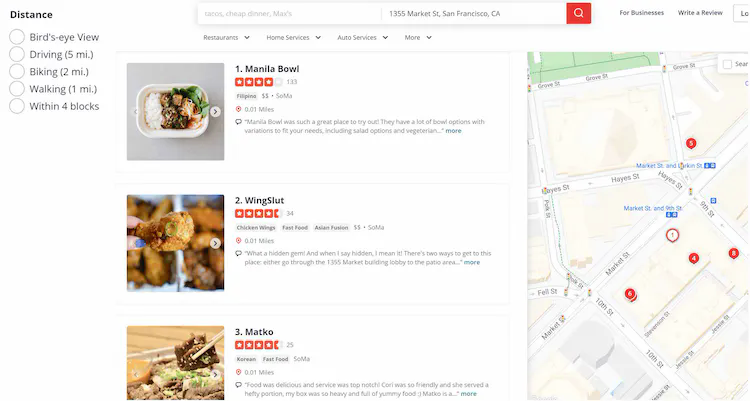 Distance
Bird's-eye View
Driving (5 mi.)
Biking (2 mi.)
Walking (1 mi.)
Within 4 blocks
tacos, cheap dinner, Max's
1355 Market St, San Francisco, CA
For Businesses
Write a Review
Lo
Restaurants
Home Services
Auto Services
More
1. Manila Bowl
133
Filipino $$ • SoMa
0.01 Miles
"Manila Bowl was such a great place to try out! They have a lot of bowl options with
variations to fit your needs, including salad options and vegeterian..." more
2. WingSlut
34
Chicken Wings Fast Food Asian Fusion $$ • SoMa
0.01 Miles
"What a hidden gem! And when I say hidden, I mean it! There's two ways to get to this
place: either go through the 1355 Market building lobby to the patio area..." more
3. Matko
25
Korean Fast Food SoMa
0.01 Miles
"Food was delicious and service was top notch! Cori was so friendly and she served a
hefty portion, my box was so heavy and full of yummy food :) Matko is a..." more
Sear
Grove St
Grove St
5
Market St. and Larkin St.
Hayes St
Hayes St
Hayes St
Polk St
9th St
Market St. and 9th St
1
Market St
4
8
6
Fell St
10th St
Stevenson St
Jessie St
Jessie St
10th St